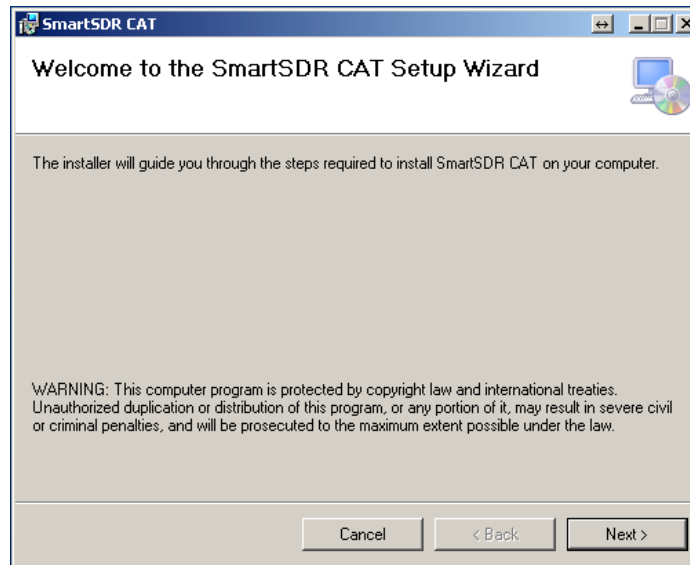 SmartSDR CAT
Welcome to the SmartSDR CAT Setup Wizard
The installer will guide you through the steps required to install SmartSDR CAT on your computer.
WARNING: This computer program is protected by copyright law and international treaties.
Unauthorized duplication or distribution of this program, or any portion of it, may result in severe civil
or criminal penalties, and will be prosecuted to the maximum extent possible under the law.
Cancel < Back Next >